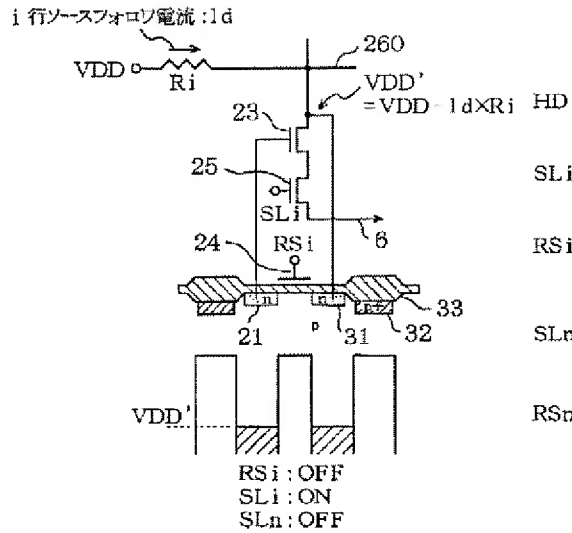 i 行ソースフォロワ電流:Id
VDD
Ri
260
VDD'
=VDD-Id×Ri
HD
23
25
SLi
SLi
6
24
RSi
RSi
n
n
n+
33
21
p
31
32
SLn
VDD'
RSn
RSi:OFF
SLi:ON
SLn:OFF